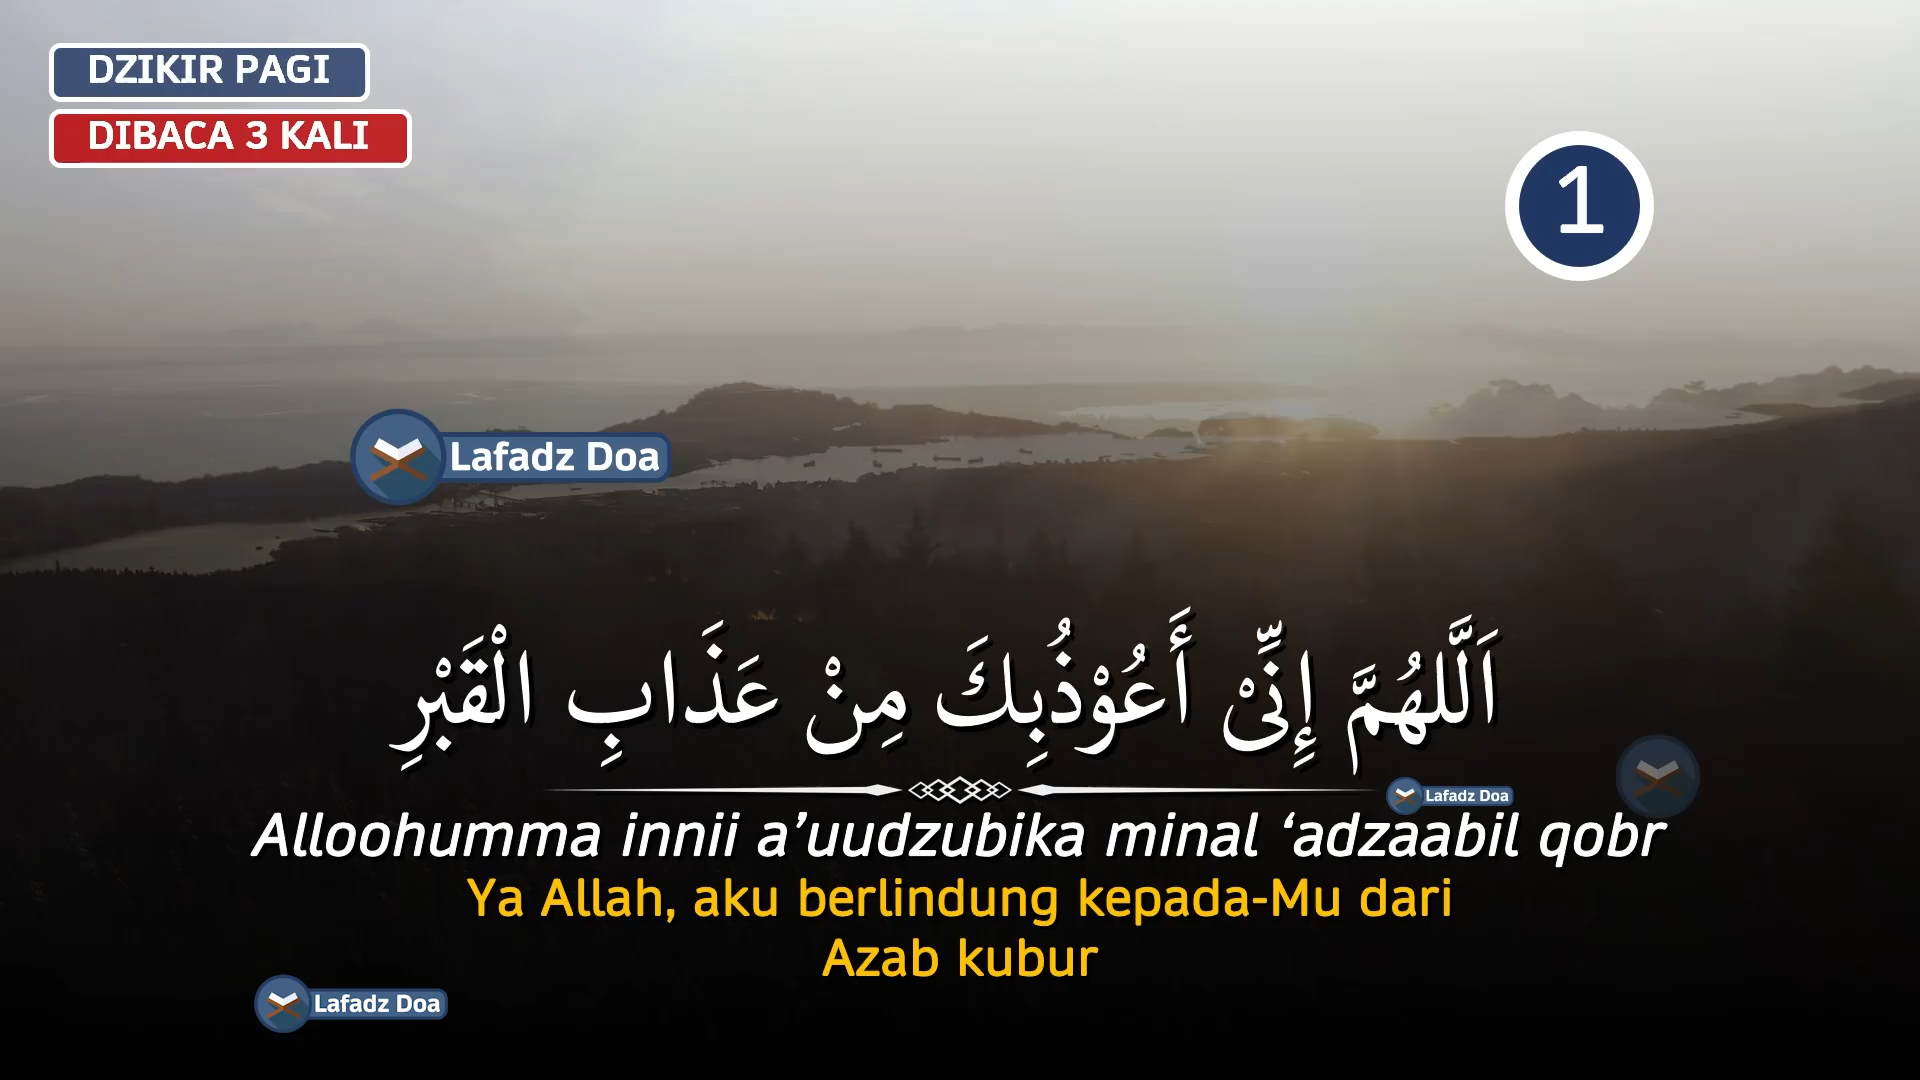 DZIKIR PAGI
DIBACA 3 KALI
1
Lafadz Doa
اَللَّهُمَّ إِنِّىْ أَعُوْذُبِكَ مِنْ عَذَابِ الْقَبْرِ
Lafadz Doa
Alloohumma innii a’uudzubika minal ‘adzaabil qobr
Ya Allah, aku berlindung kepada-Mu dari
Azab kubur
Lafadz Doa